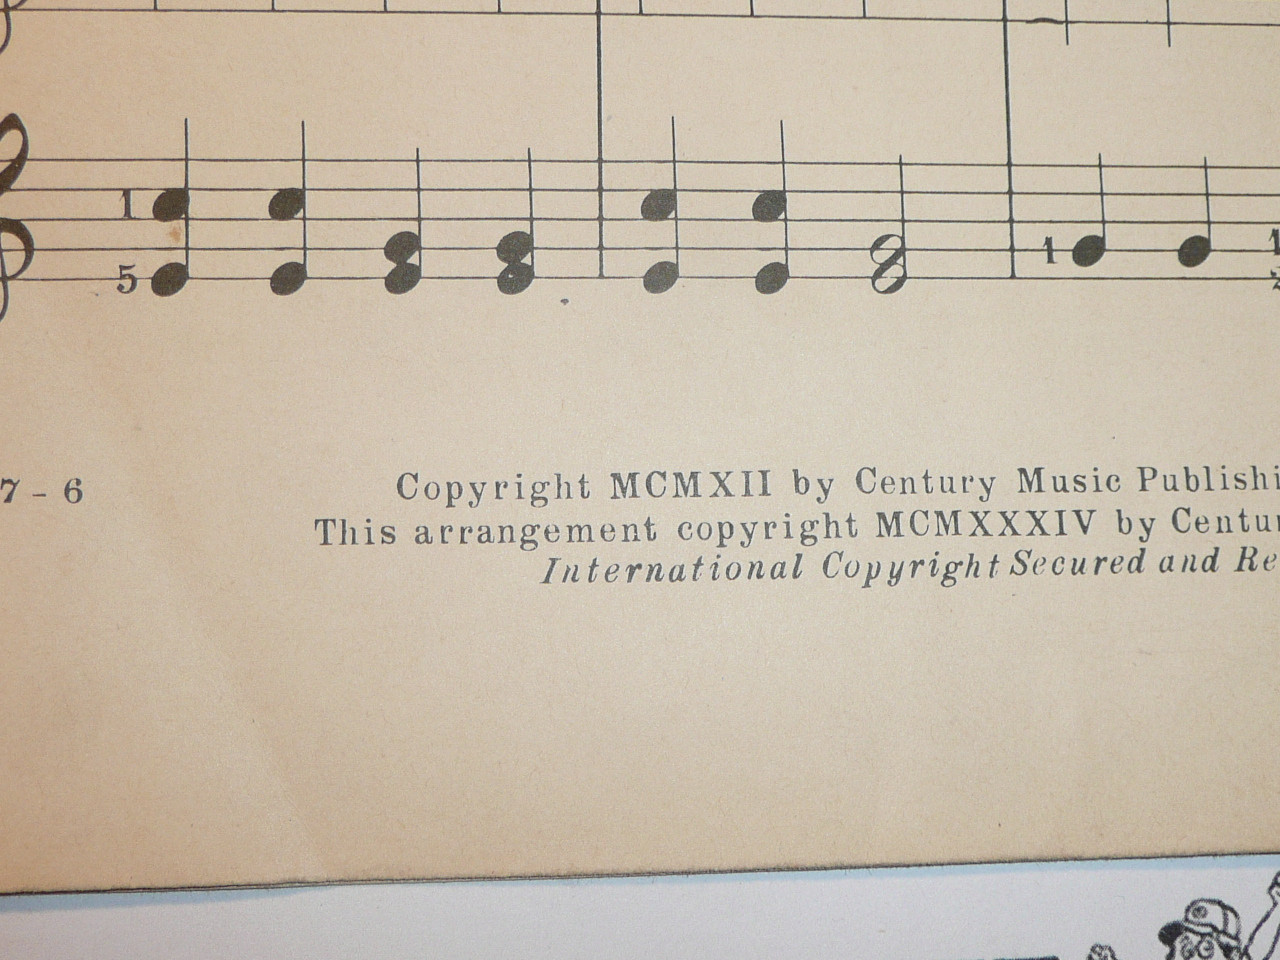 1
5
1
7 - 6
Copyright MCMXII by Century Music
This arrangement copyright MCMXXXIV by
International Copyright Secured and